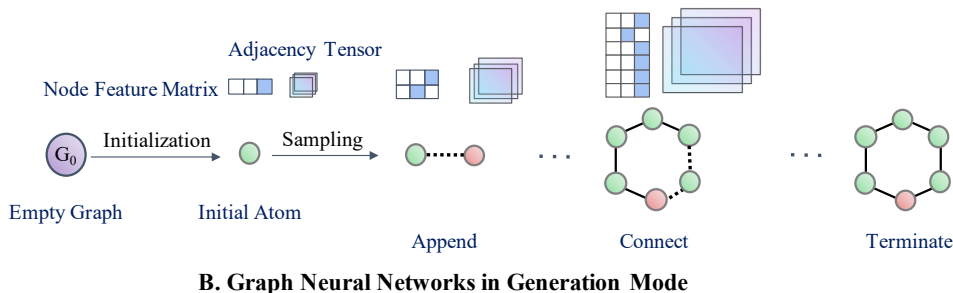 Adjacency Tensor
Node Feature Matrix
G0
Initialization
Sampling
. . .
. . .
Empty Graph
Initial Atom
Append
Connect
Terminate
B. Graph Neural Networks in Generation Mode